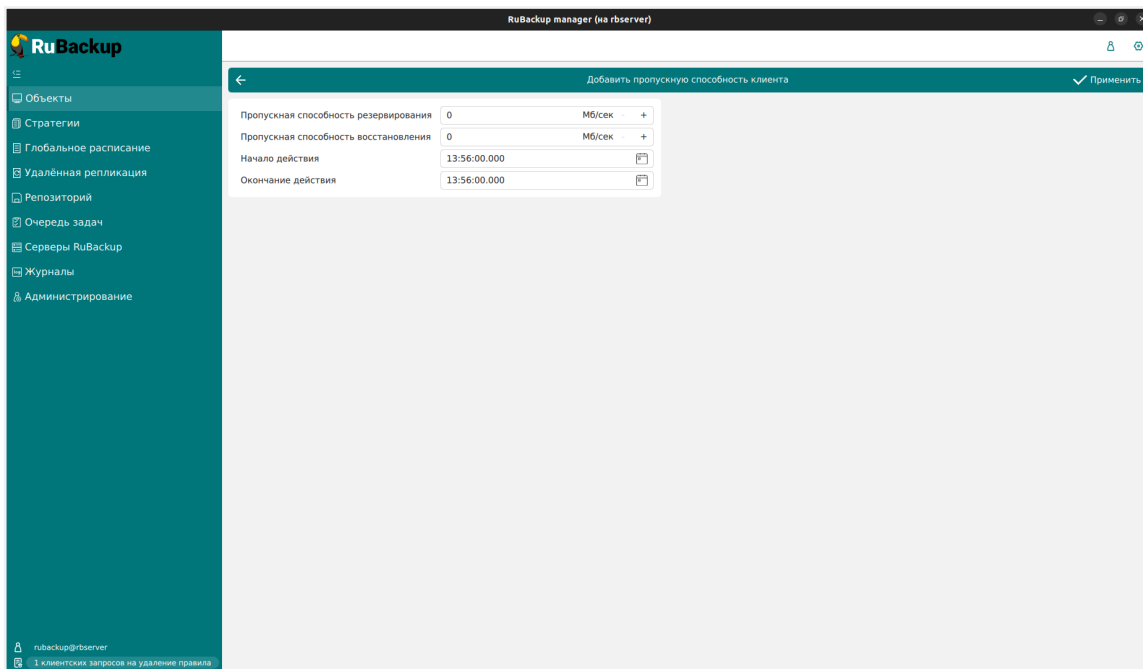 RuBackup manager (на rbserver)
RuBackup
Добавить пропускную способность клиента
Применить
Объекты
Стратегии
Глобальное расписание
Удалённая репликация
Репозиторий
Очередь задач
Серверы RuBackup
Журналы
Администрирование
Пропускная способность резервирования 0 Мб/сек - +
Пропускная способность восстановления 0 Мб/сек - +
Начало действия 13:56:00.000
Окончание действия 13:56:00.000
rubackup@rbserver
1 клиентских запросов на удаление правила